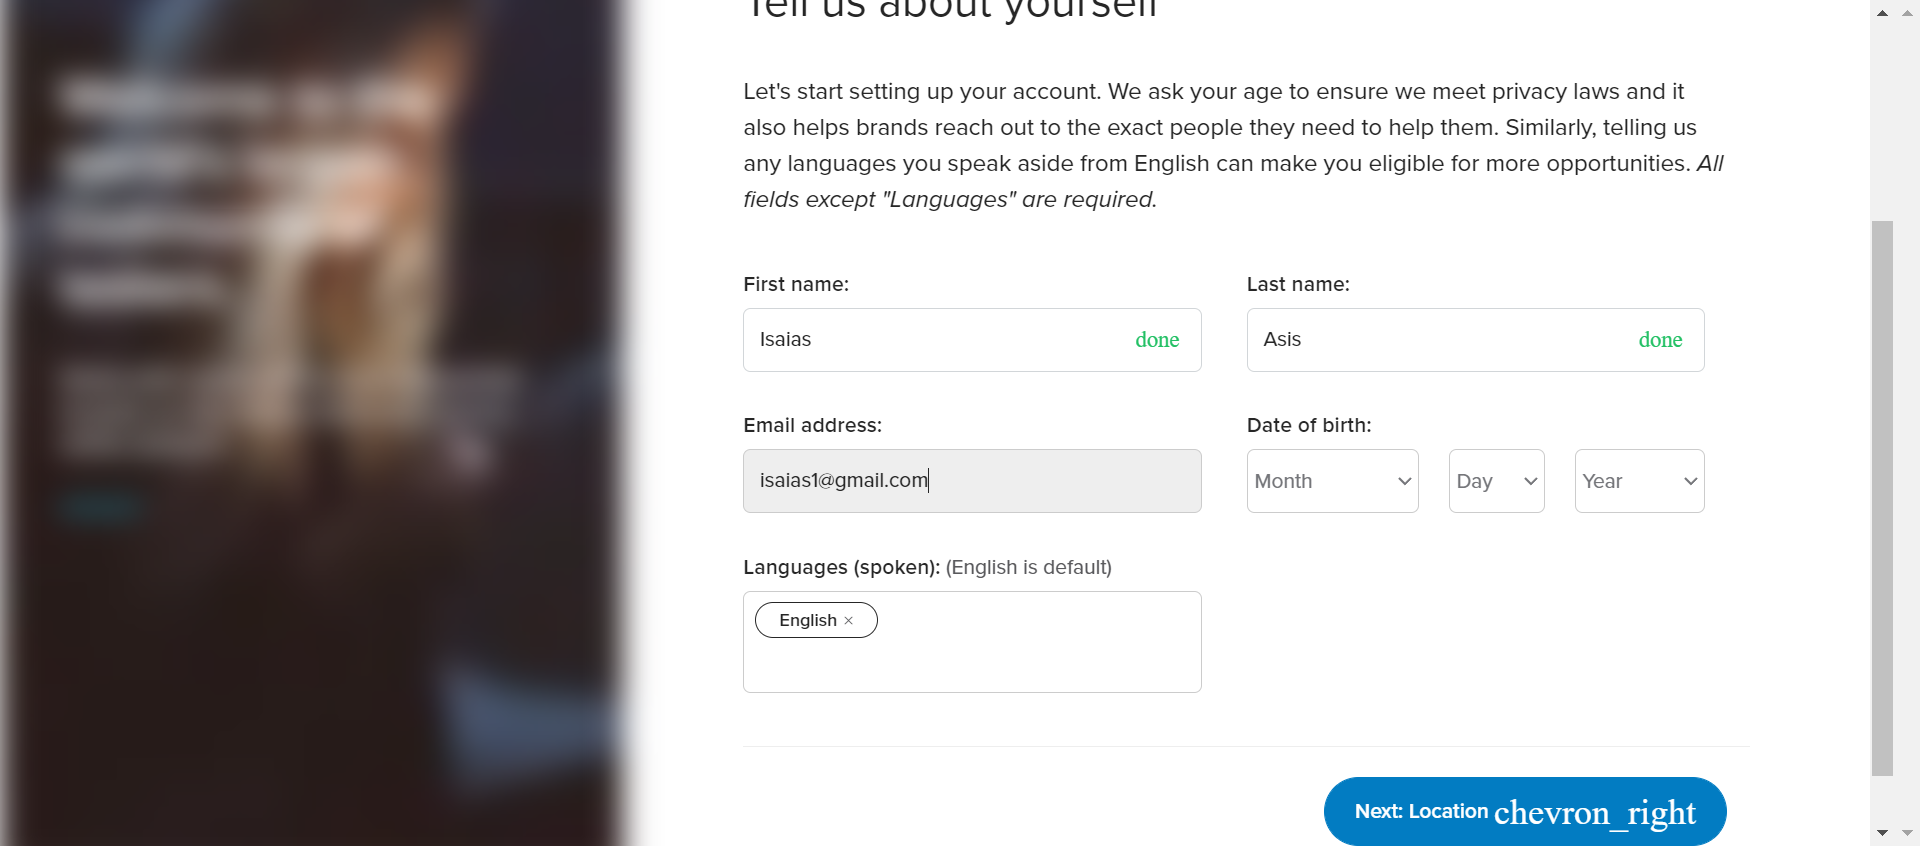 Tell us about yourself
Let's start setting up your account. We ask your age to ensure we meet privacy laws and it
also helps brands reach out to the exact people they need to help them. Similarly, telling us
any languages you speak aside from English can make you eligible for more opportunities. All
fields except "Languages" are required.
First name:
Last name:
Isaias
done
Asis
done
Email address:
Date of birth:
isaias1@gmail.com
Month
Day
Year
Languages (spoken): (English is default)
English ×
Next: Location chevron_right